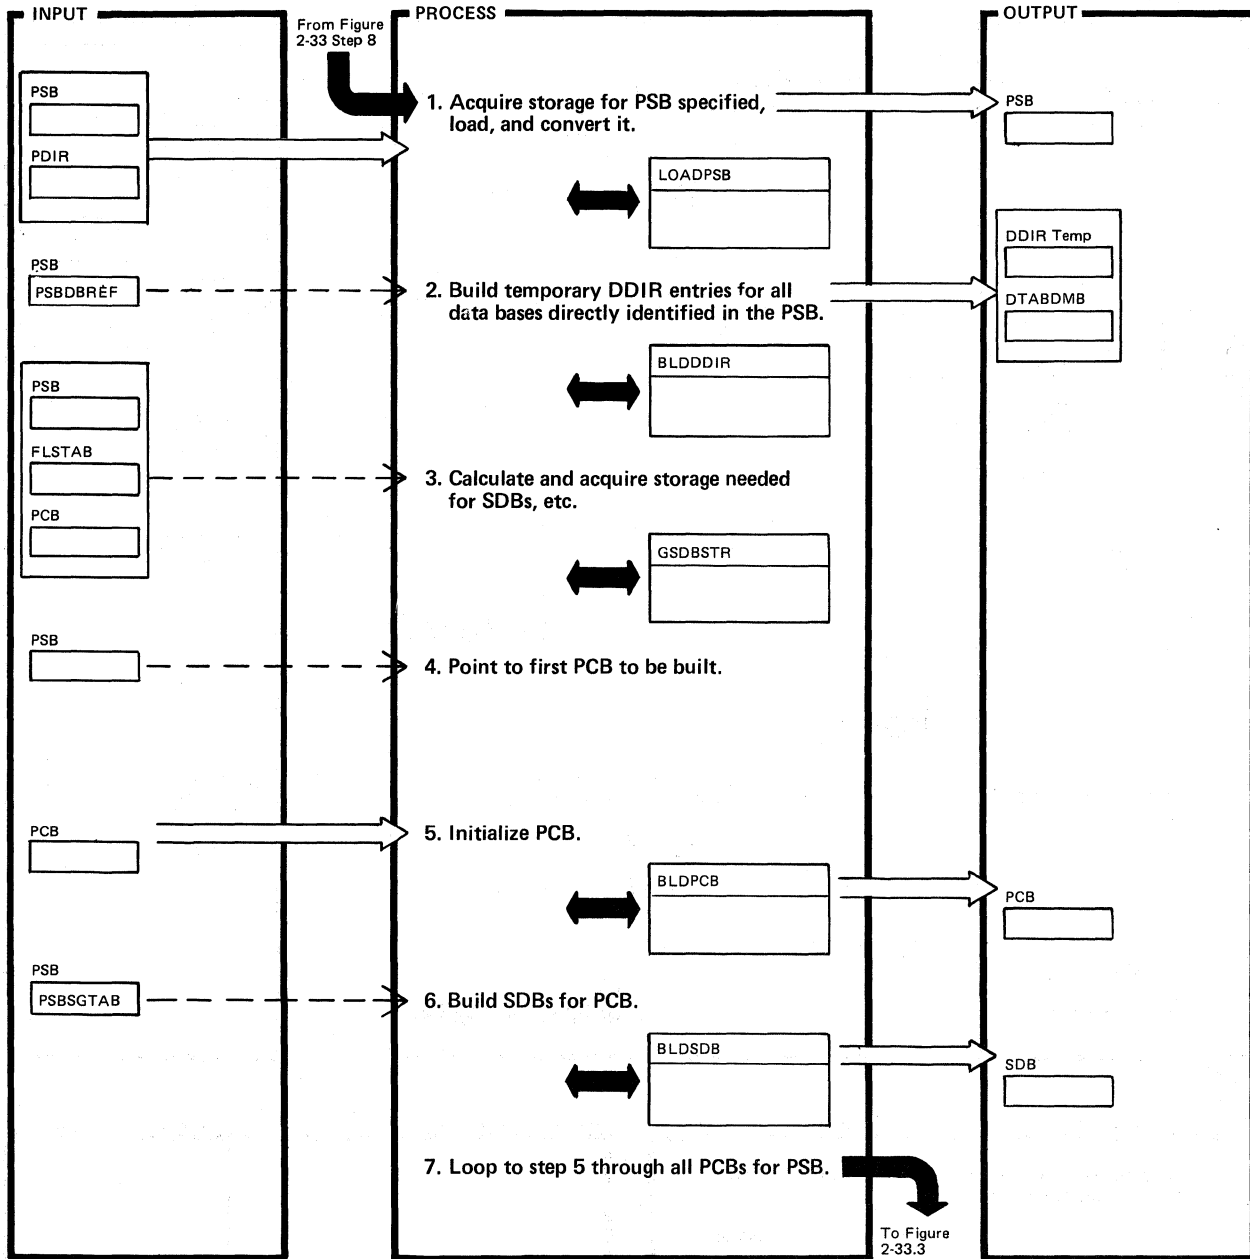 INPUT
PROCESS
OUTPUT
From Figure
2-33 Step 8
PSB
PDIR
1. Acquire storage for PSB specified,
load, and convert it.
PSB
LOADPSB
PSB
PSBDBREF
2. Build temporary DDIR entries for all
data bases directly identified in the PSB.
DDIR Temp
DTABDMB
BLDDDIR
PSB
FLSTAB
PCB
3. Calculate and acquire storage needed
for SDBs, etc.
GSDBSTR
PSB
4. Point to first PCB to be built.
PCB
5. Initialize PCB.
BLDPCB
PCB
PSB
PSBSGTAB
6. Build SDBs for PCB.
BLDSDB
SDB
7. Loop to step 5 through all PCBs for PSB.
To Figure
2-33.3